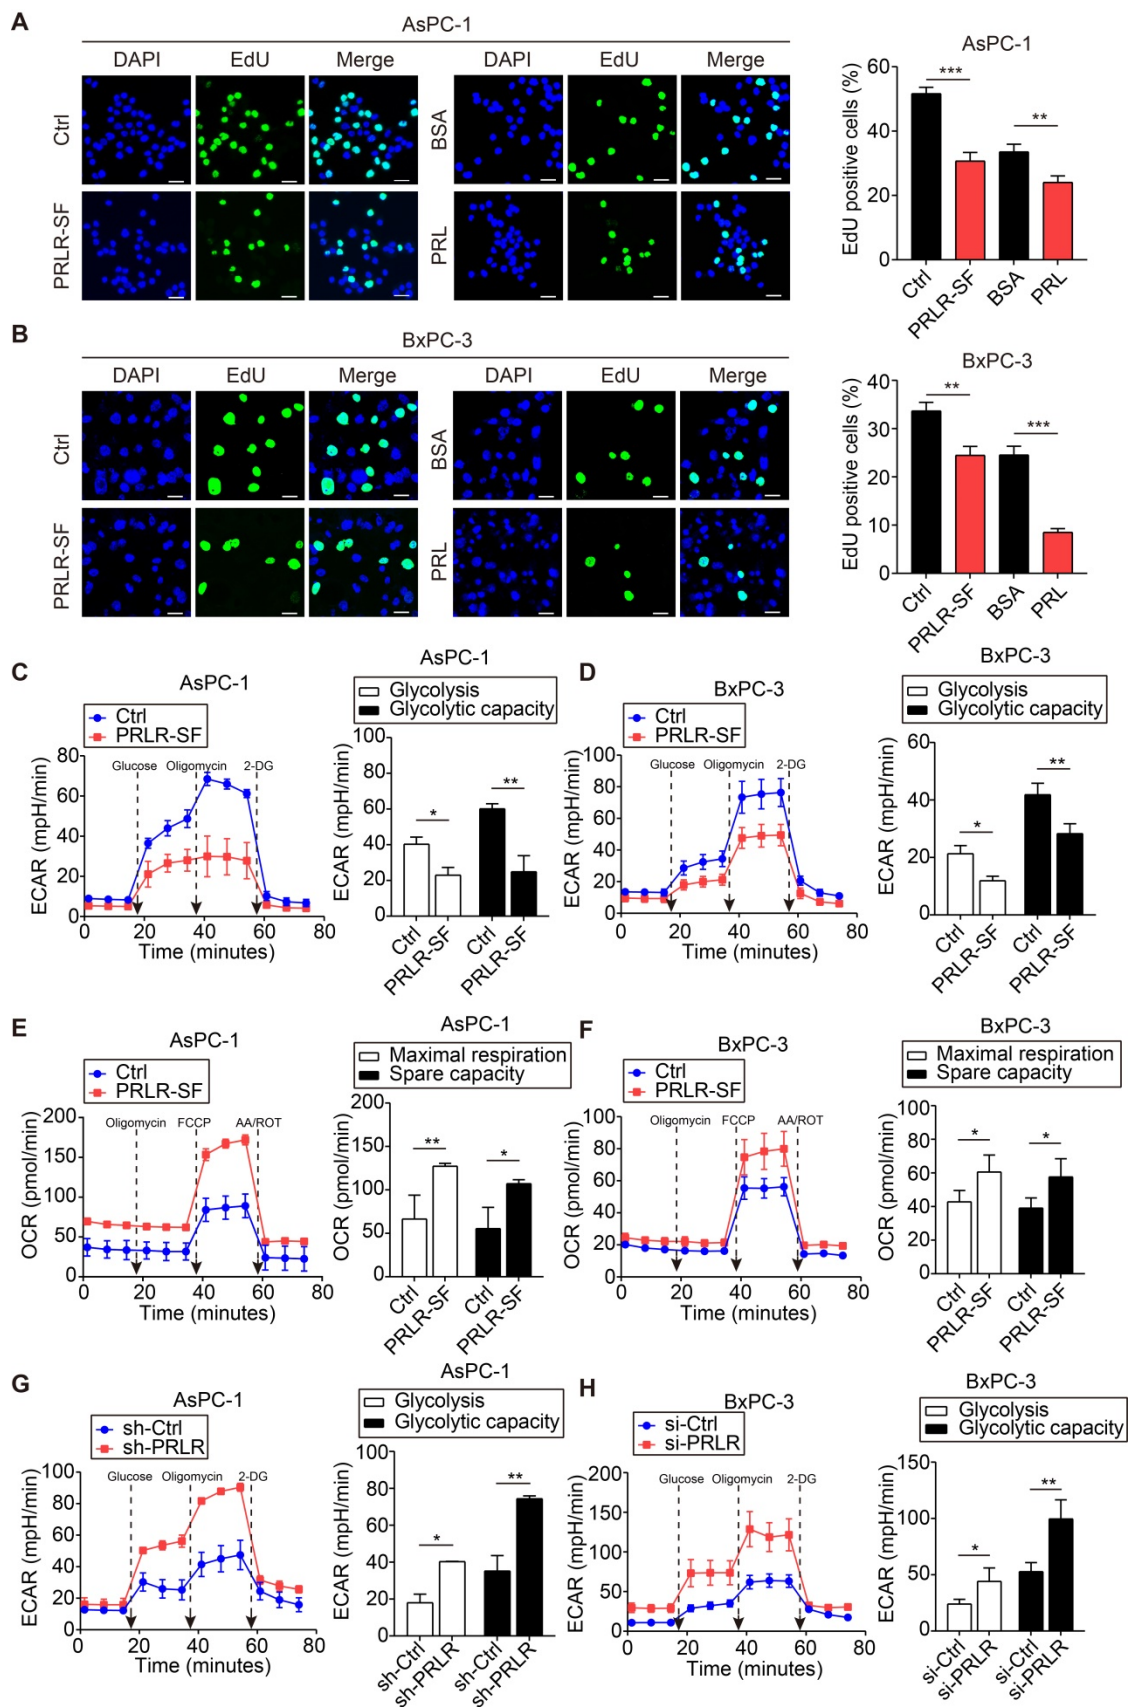 A
AsPC-1
DAPI EdU Merge DAPI EdU Merge
Ctrl
BSA
PRLR-SF
PRL
AsPC-1
EdU positive cells (%)
60
40
20
0
***
**
Ctrl
PRLR-SF
BSA
PRL
B
BxPC-3
DAPI EdU Merge DAPI EdU Merge
Ctrl
BSA
PRLR-SF
PRL
BxPC-3
EdU positive cells (%)
40
30
20
10
0
**
***
Ctrl
PRLR-SF
BSA
PRL
C
AsPC-1
Ctrl
PRLR-SF
ECAR (mpH/min)
80
60
40
20
0
Glucose Oligomycin 2-DG
0 20 40 60 80
Time (minutes)
AsPC-1
Glycolysis
Glycolytic capacity
ECAR (mpH/min)
80
60
40
20
0
*
**
Ctrl
PRLR-SF
Ctrl
PRLR-SF
D
BxPC-3
Ctrl
PRLR-SF
ECAR (mpH/min)
100
80
60
40
20
0
Glucose Oligomycin 2-DG
0 20 40 60 80
Time (minutes)
BxPC-3
Glycolysis
Glycolytic capacity
ECAR (mpH/min)
60
40
20
0
*
**
Ctrl
PRLR-SF
Ctrl
PRLR-SF
E
AsPC-1
Ctrl
PRLR-SF
OCR (pmol/min)
200
150
100
50
0
Oligomycin FCCP AA/ROT
0 20 40 60 80
Time (minutes)
AsPC-1
Maximal respiration
Spare capacity
OCR (pmol/min)
200
150
100
50
0
**
*
Ctrl
PRLR-SF
Ctrl
PRLR-SF
F
BxPC-3
Ctrl
PRLR-SF
OCR (pmol/min)
100
80
60
40
20
0
Oligomycin FCCP AA/ROT
0 20 40 60 80
Time (minutes)
BxPC-3
Maximal respiration
Spare capacity
OCR (pmol/min)
100
80
60
40
20
0
*
*
Ctrl
PRLR-SF
Ctrl
PRLR-SF
G
AsPC-1
sh-Ctrl
sh-PRLR
ECAR (mpH/min)
100
80
60
40
20
0
Glucose Oligomycin 2-DG
0 20 40 60 80
Time (minutes)
AsPC-1
Glycolysis
Glycolytic capacity
ECAR (mpH/min)
80
60
40
20
0
*
**
sh-Ctrl
sh-PRLR
sh-Ctrl
sh-PRLR
H
BxPC-3
si-Ctrl
si-PRLR
ECAR (mpH/min)
200
150
100
50
0
Glucose Oligomycin 2-DG
0 20 40 60 80
Time (minutes)
BxPC-3
Glycolysis
Glycolytic capacity
ECAR (mpH/min)
150
100
50
0
*
**
si-Ctrl
si-PRLR
si-Ctrl
si-PRLR